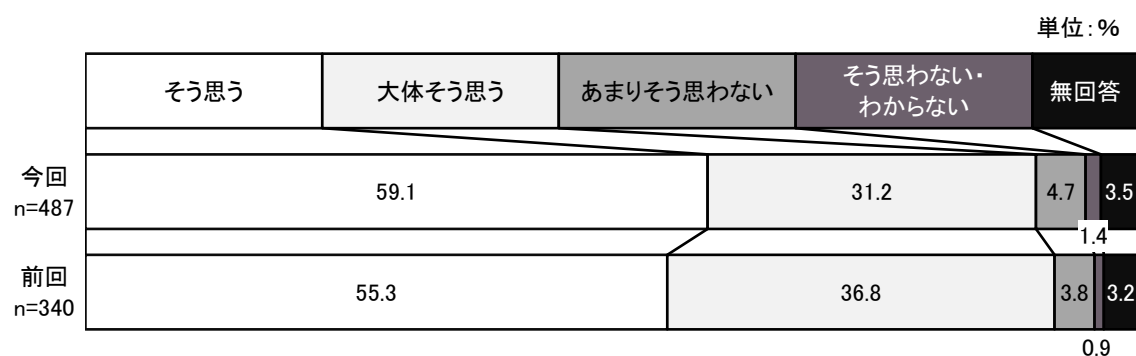 単位：%
そう思う
大体そう思う
あまりそう思わない
そう思わない・
わからない
無回答
今回
n=487
59.1
31.2
4.7
1.4
3.5
前回
n=340
55.3
36.8
3.8
0.9
3.2